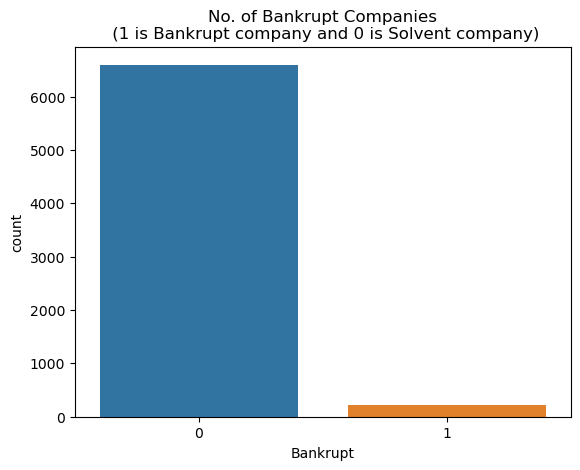 No. of Bankrupt Companies
(1 is Bankrupt company and 0 is Solvent company)
6000
5000
4000
3000
2000
1000
0
count
0 1
Bankrupt